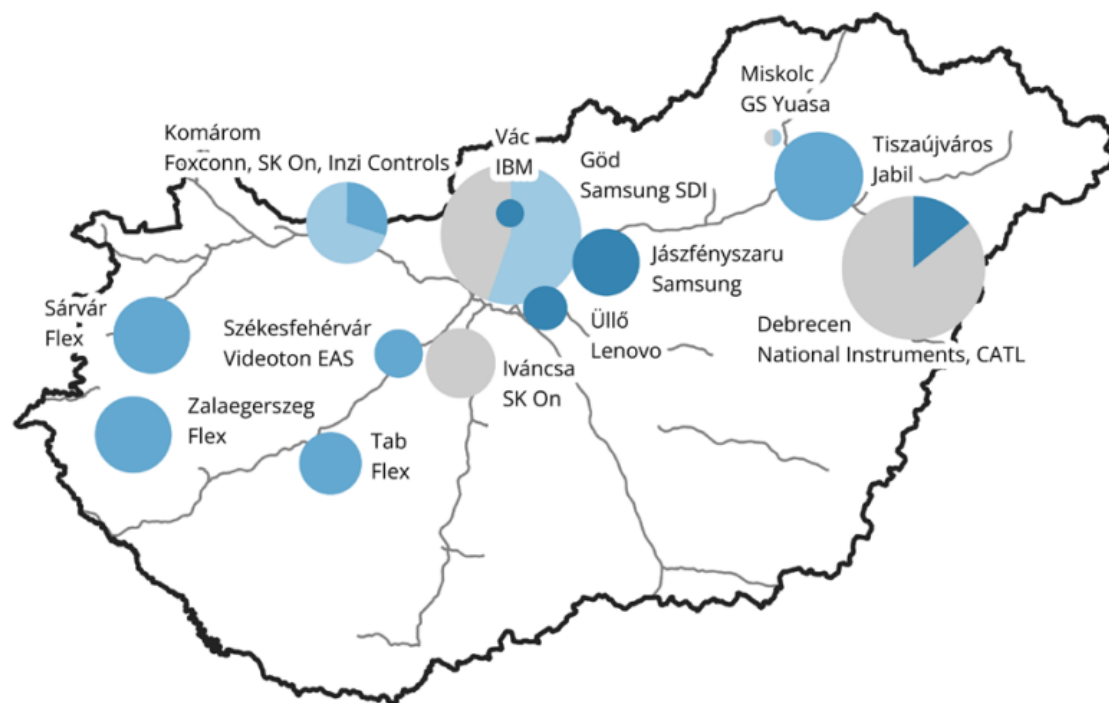 Miskolc
GS Yuasa
Komárom
Foxconn, SK On, Inzi Controls
Vác
IBM
Göd
Samsung SDI
Tiszaújváros
Jabil
Jászfényszaru
Samsung
Sárvár
Flex
Székesfehérvár
Videoton EAS
Üllő
Lenovo
Debrecen
National Instruments, CATL
Iváncsa
SK On
Zalaegerszeg
Flex
Tab
Flex